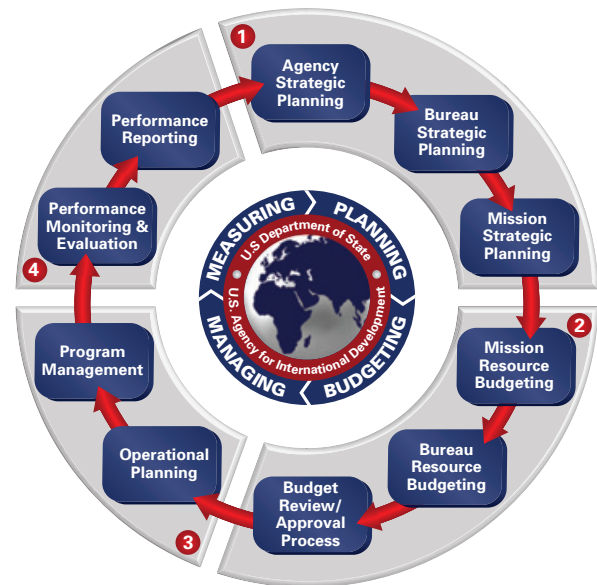 1
Agency
Strategic
Planning
Bureau
Strategic
Planning
Mission
Strategic
Planning
2
Mission
Resource
Budgeting
Bureau
Resource
Budgeting
Budget
Review/
Approval
Process
3
Operational
Planning
Program
Management
4
Performance
Monitoring &
Evaluation
Performance
Reporting
MEASURING
PLANNING
BUDGETING
MANAGING
U.S Department of State
U.S. Agency for International Development